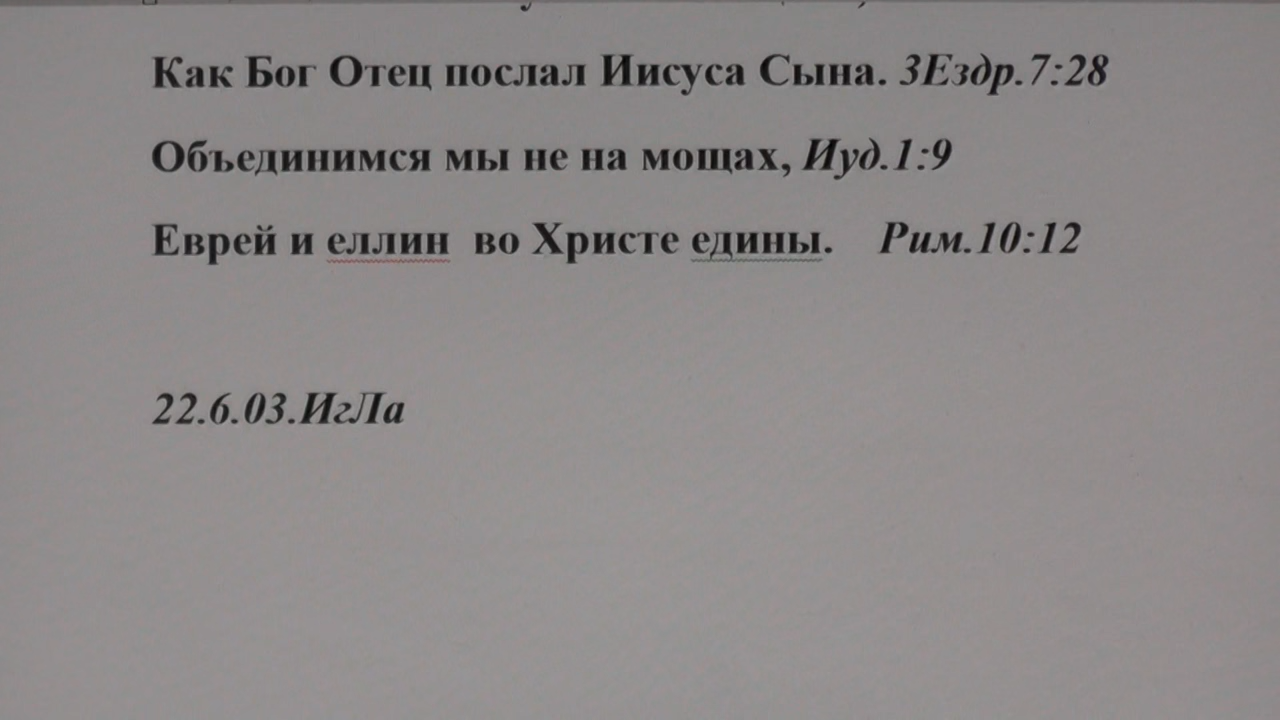 Как Бог Отец послал Иисуса Сына. 3Ездр.7:28
Объединимся мы не на мощах, Иуд.1:9
Еврей и еллин во Христе едины. Рим.10:12
22.6.03.ИгЛа